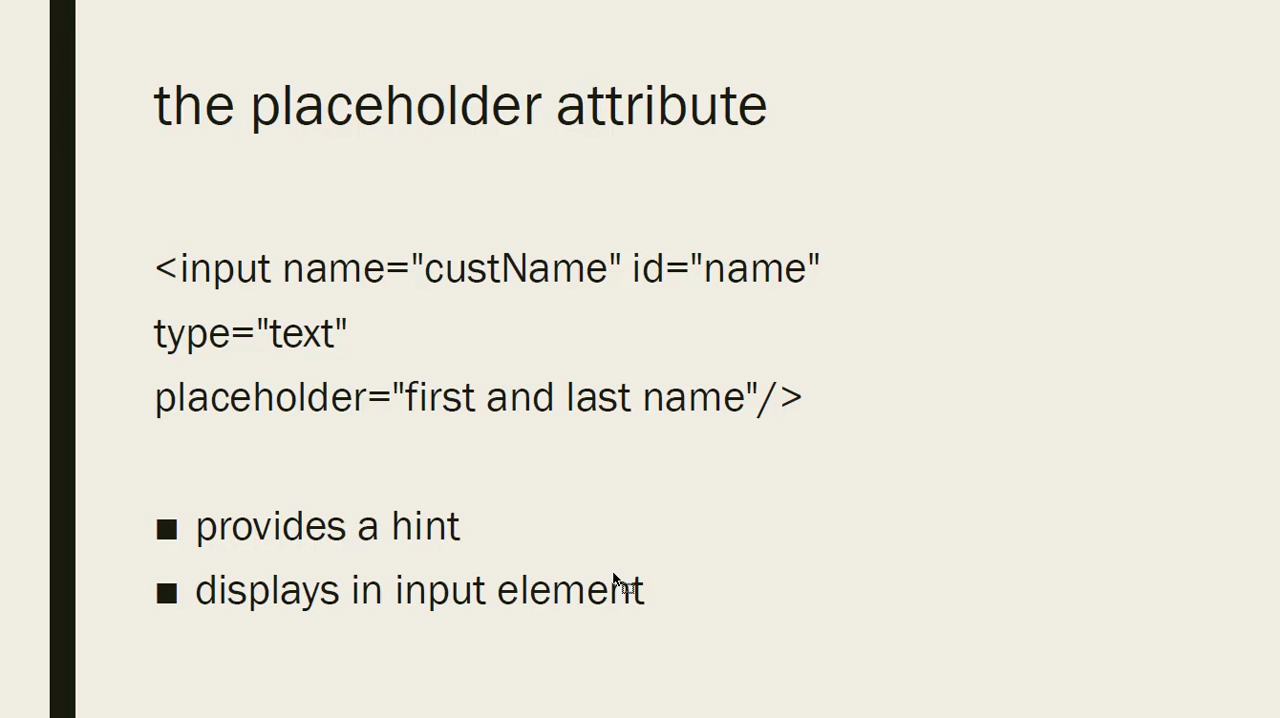 the placeholder attribute
<input name="custName" id="name"
type="text"
placeholder="first and last name"/>
■ provides a hint
■ displays in input element